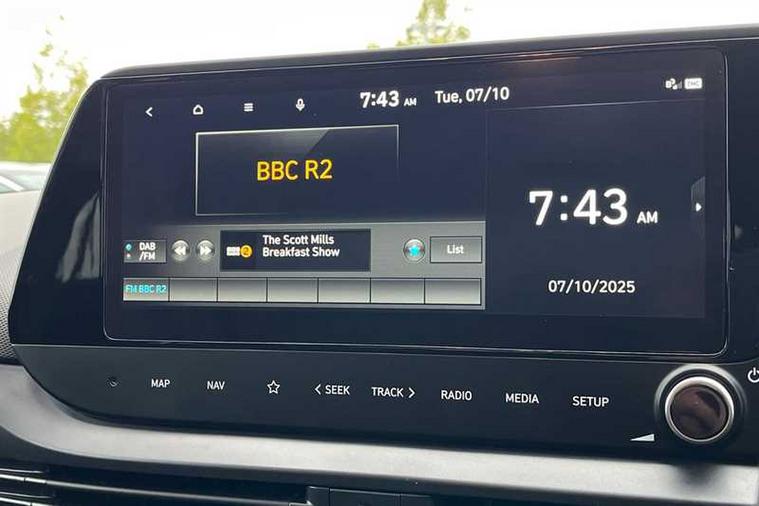 7:43 AM Tue, 07/10
BBC R2
7:43 AM
DAB
/FM
2
The Scott Mills
Breakfast Show
List
07/10/2025
FM BBC R2
MAP NAV SEEK TRACK RADIO MEDIA SETUP